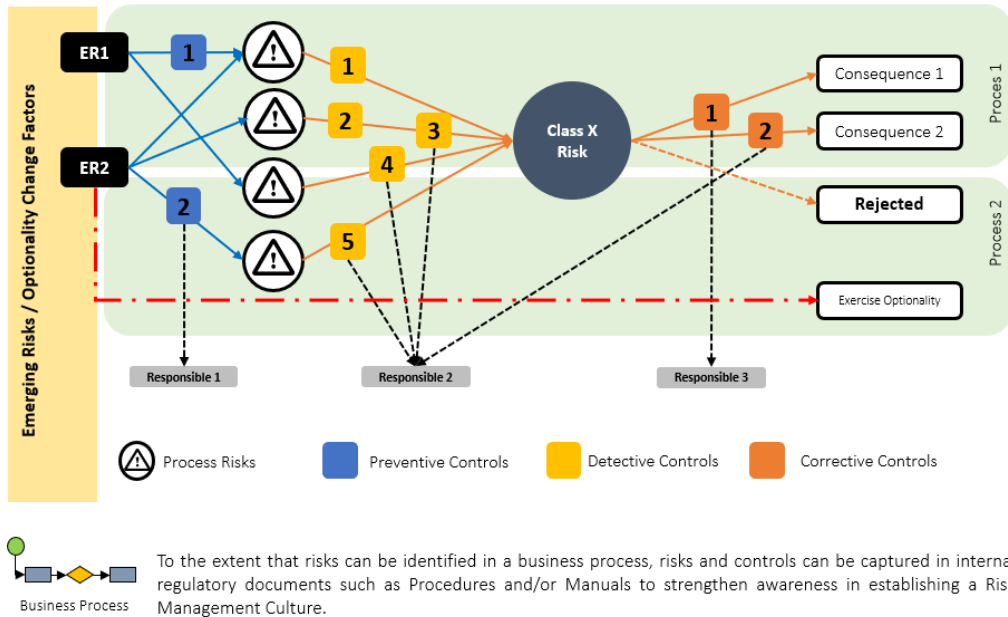 Emerging Risks / Optionality Change Factors
ER1
ER2
1
2
1
2
3
4
5
Class X
Risk
1
2
Consequence 1
Consequence 2
Rejected
Exercise Optionality
Proces 1
Process 2
Responsible 1
Responsible 2
Responsible 3
Process Risks
Preventive Controls
Detective Controls
Corrective Controls
Business Process
To the extent that risks can be identified in a business process, risks and controls can be captured in interna
regulatory documents such as Procedures and/or Manuals to strengthen awareness in establishing a Ris
Management Culture.